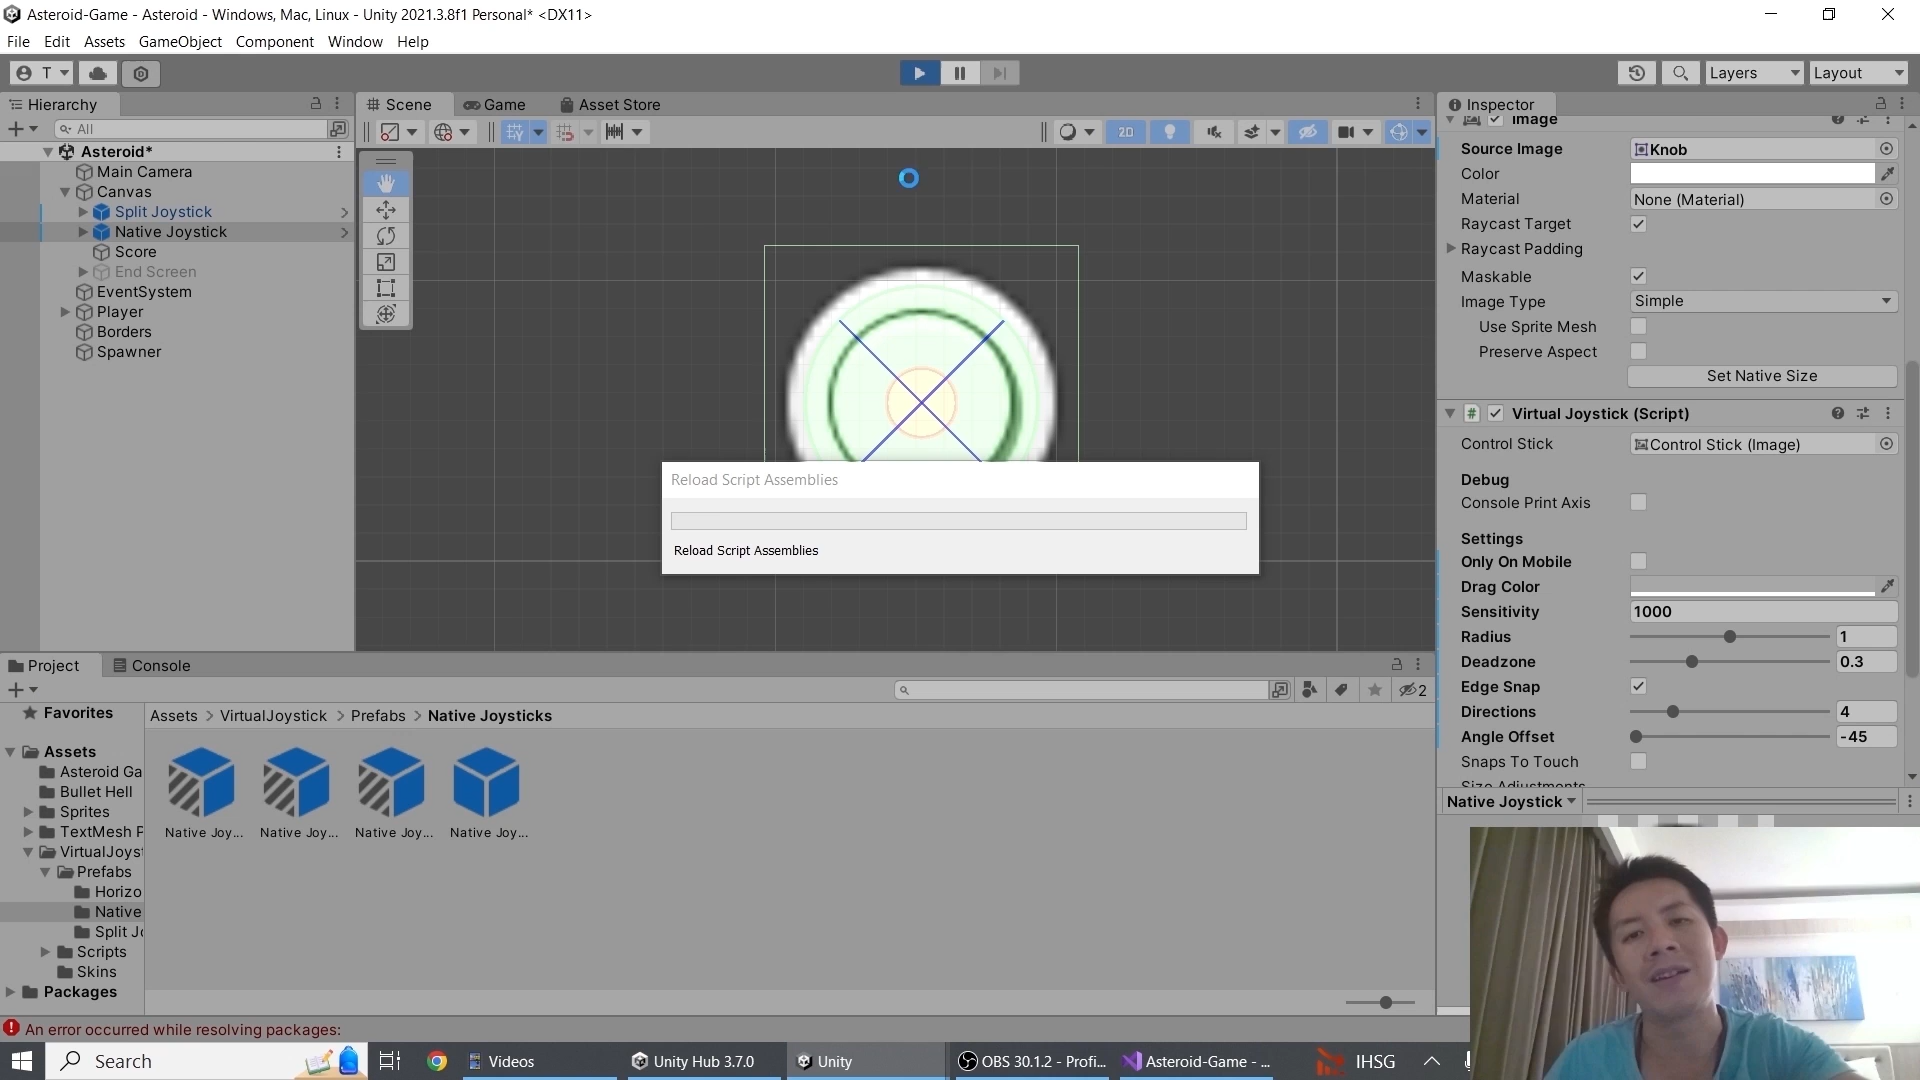 Asteroid-Game - Asteroid - Windows, Mac, Linux - Unity 2021.3.8f1 Personal* <DX11>
File Edit Assets GameObject Component Window Help
T
Layers
Layout
Hierarchy
Scene
Game
Asset Store
Inspector
All
2D
Asteroid*
Main Camera
Canvas
Split Joystick
Native Joystick
Score
End Screen
EventSystem
Player
Borders
Spawner
Image
Source Image
Knob
Color
Material
None (Material)
Raycast Target
Raycast Padding
Maskable
Image Type
Simple
Use Sprite Mesh
Preserve Aspect
Set Native Size
Virtual Joystick (Script)
Control Stick
Control Stick (Image)
Debug
Console Print Axis
Settings
Only On Mobile
Drag Color
Sensitivity
1000
Radius
1
Deadzone
0.3
Edge Snap
Directions
4
Angle Offset
-45
Snaps To Touch
Size Adjustments
Native Joystick
Reload Script Assemblies
Reload Script Assemblies
Project
Console
2
Favorites
Assets > VirtualJoystick > Prefabs > Native Joysticks
Assets
Asteroid Ga
Bullet Hell
Sprites
TextMesh P
VirtualJoyst
Prefabs
Horizo
Native
Split Jo
Scripts
Skins
Packages
Native Joy...
Native Joy...
Native Joy...
Native Joy...
An error occurred while resolving packages:
Search
Videos
Unity Hub 3.7.0
Unity
OBS 30.1.2 - Profi...
Asteroid-Game - ...
IHSG